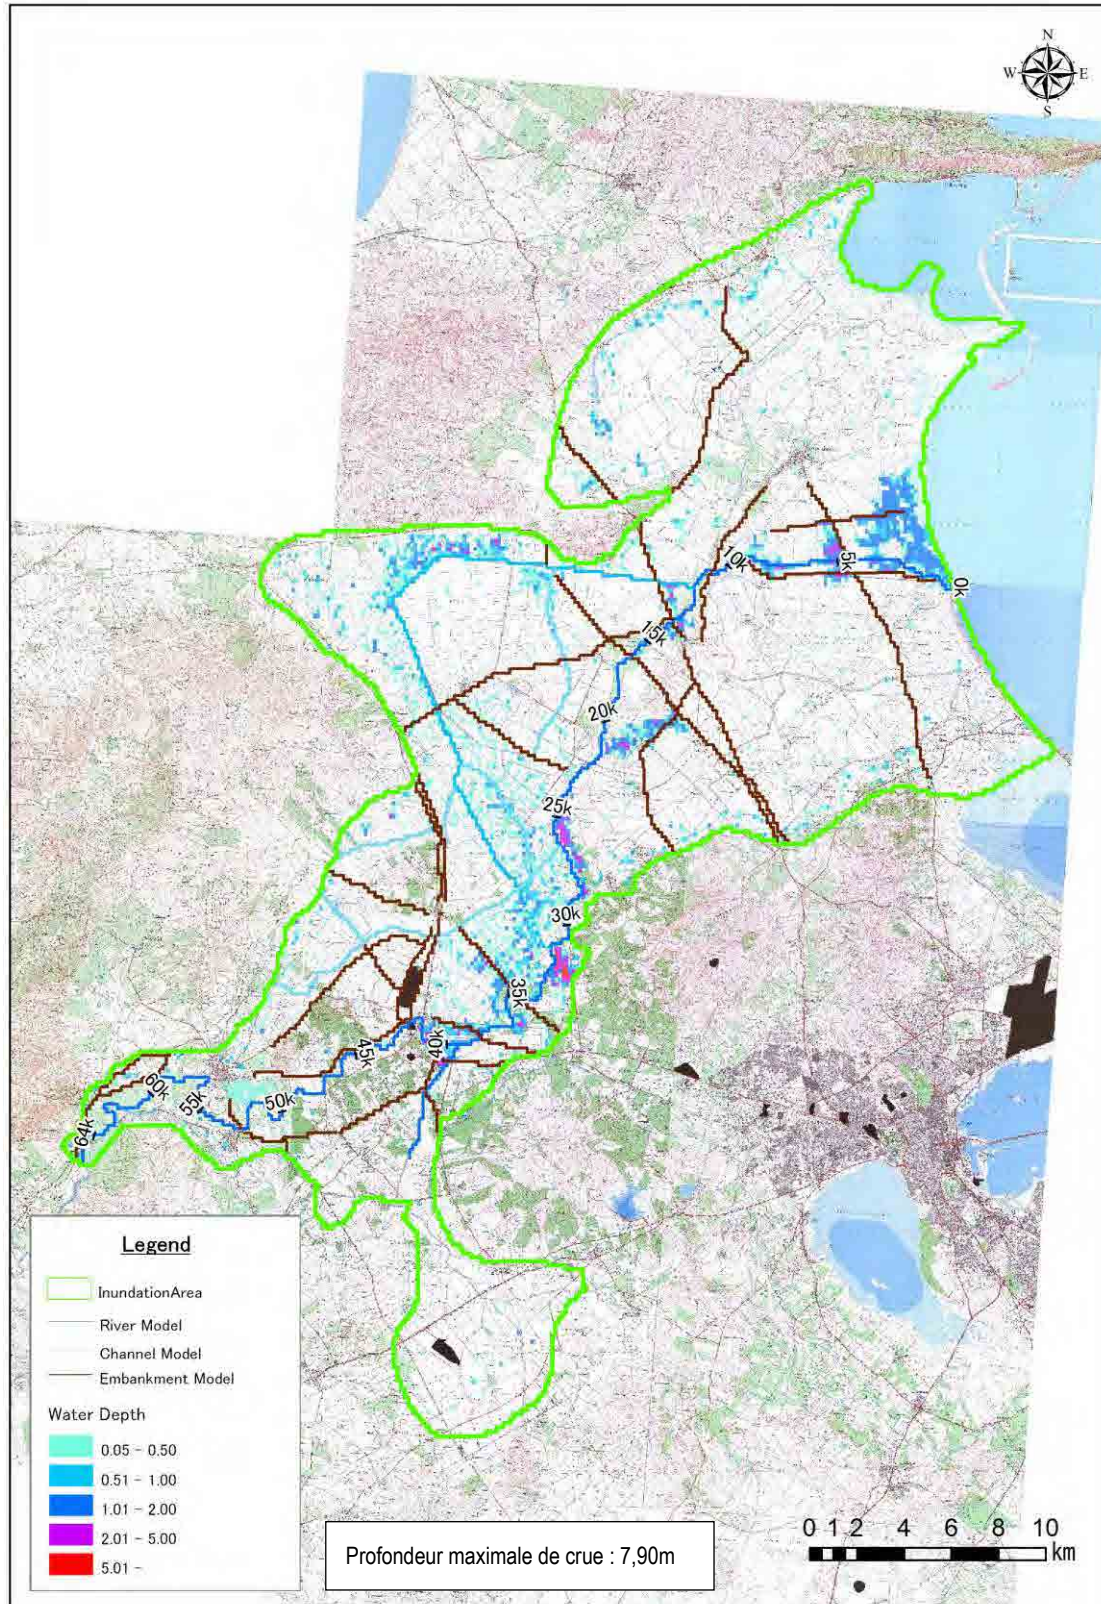 N
W E
S
10k
5k
0k
15k
20k
25k
30k
35k
40k
45k
60k
55k
50k
64k
Legend
InundationArea
River Model
Channel Model
Embankment Model
Water Depth
0.05 - 0.50
0.51 - 1.00
1.01 - 2.00
2.01 - 5.00
5.01 -
Profondeur maximale de crue : 7,90m
0 1 2 4 6 8 10
km